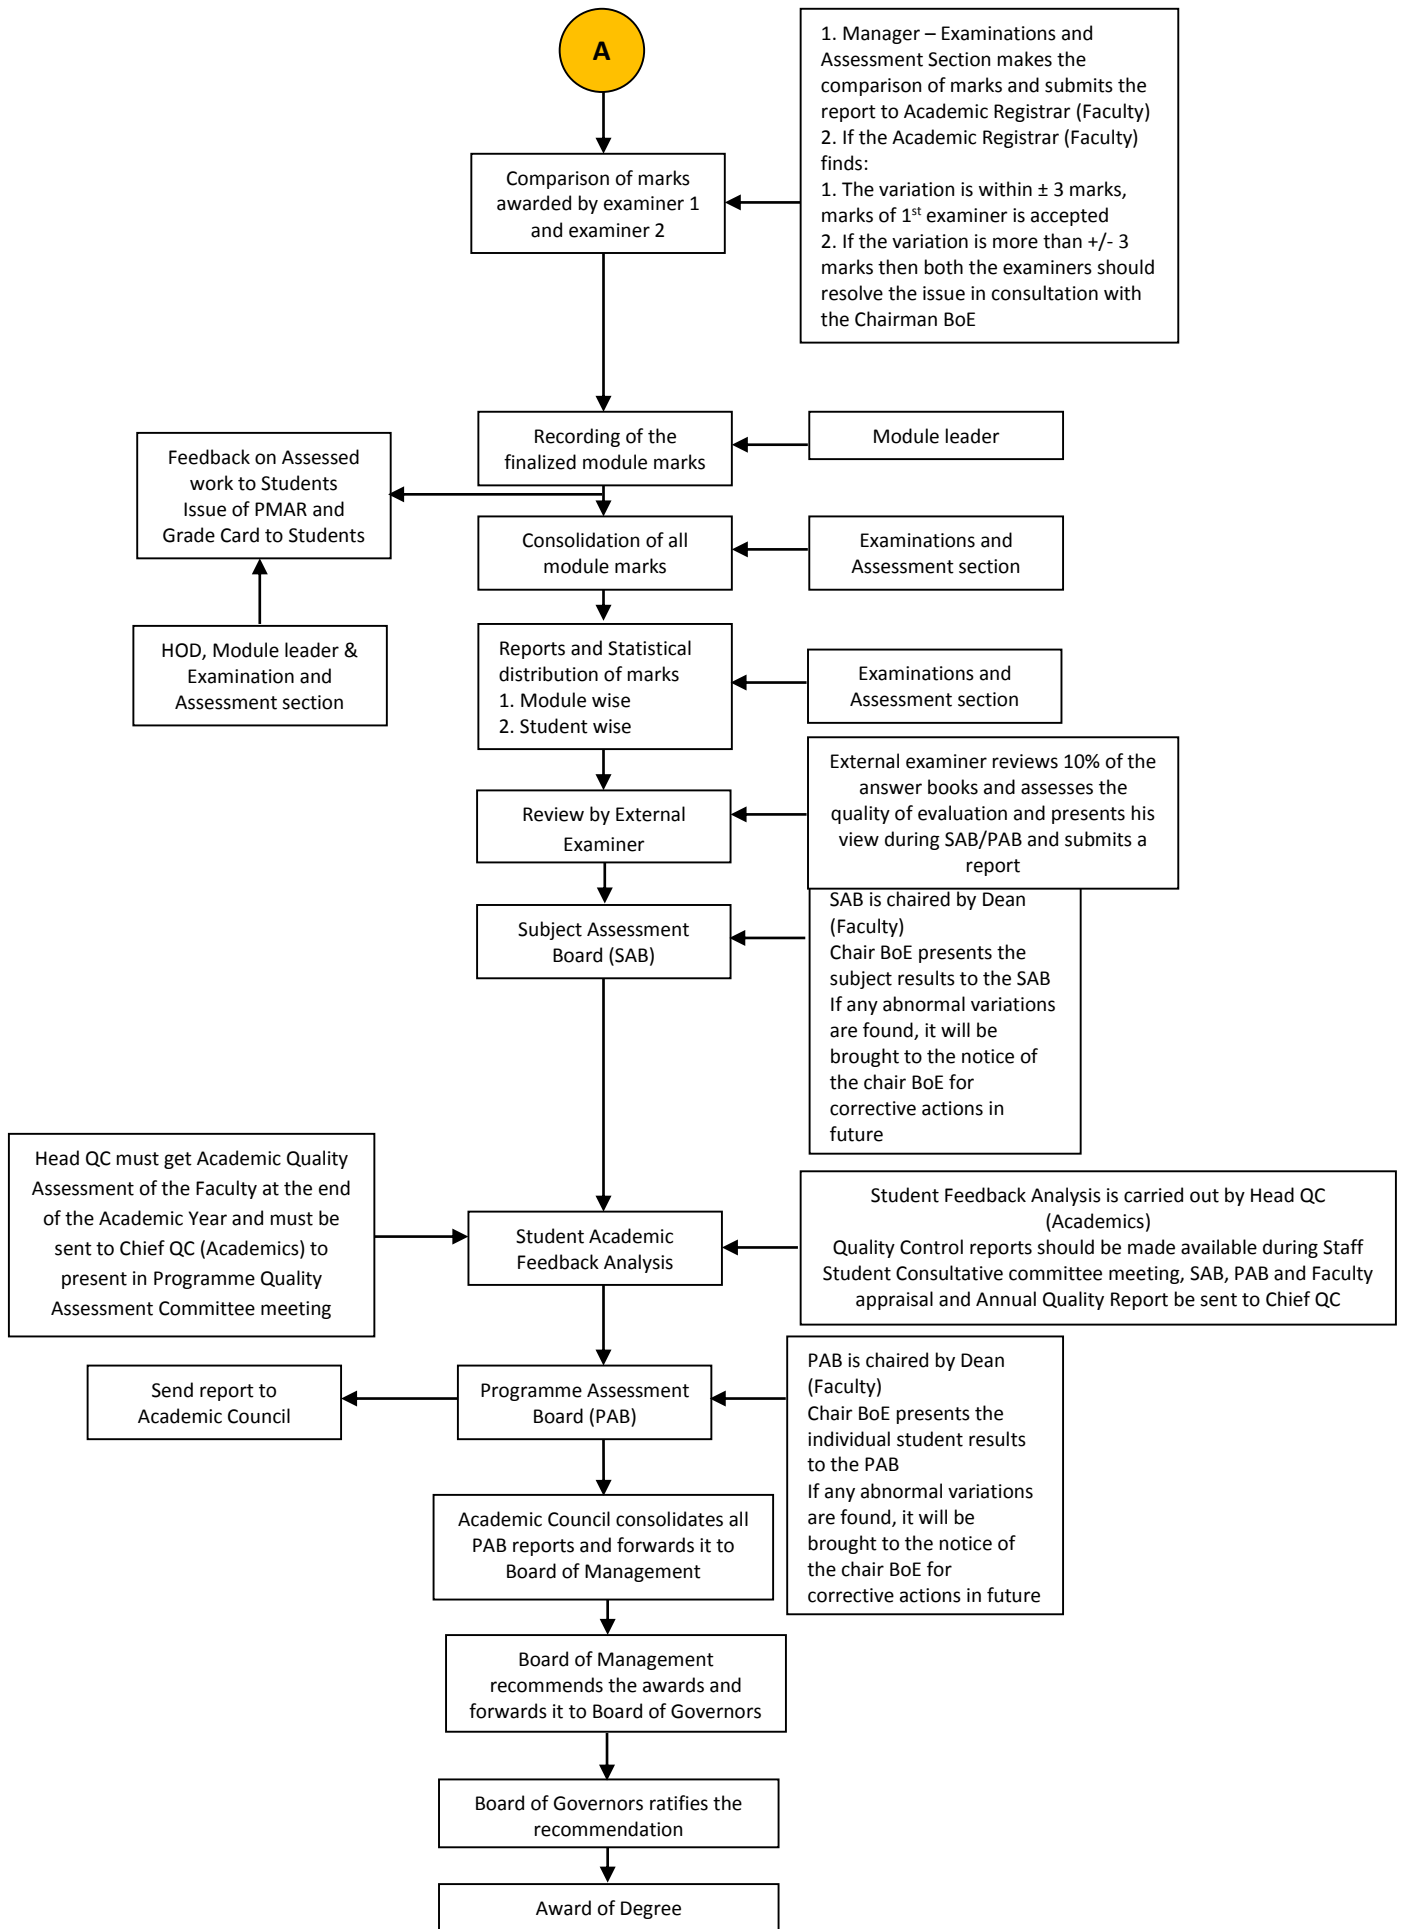 A
1. Manager – Examinations and
Assessment Section makes the
comparison of marks and submits the
report to Academic Registrar (Faculty)
2. If the Academic Registrar (Faculty)
finds:
1. The variation is within ± 3 marks,
marks of 1st examiner is accepted
2. If the variation is more than +/- 3
marks then both the examiners should
resolve the issue in consultation with
the Chairman BoE
Comparison of marks
awarded by examiner 1
and examiner 2
Recording of the
finalized module marks
Module leader
Feedback on Assessed
work to Students
Issue of PMAR and
Grade Card to Students
Consolidation of all
module marks
Examinations and
Assessment section
HOD, Module leader &
Examination and
Assessment section
Reports and Statistical
distribution of marks
1. Module wise
2. Student wise
Examinations and
Assessment section
External examiner reviews 10% of the
answer books and assesses the
quality of evaluation and presents his
view during SAB/PAB and submits a
report
Review by External
Examiner
SAB is chaired by Dean
(Faculty)
Chair BoE presents the
subject results to the SAB
If any abnormal variations
are found, it will be
brought to the notice of
the chair BoE for
corrective actions in
future
Subject Assessment
Board (SAB)
Head QC must get Academic Quality
Assessment of the Faculty at the end
of the Academic Year and must be
sent to Chief QC (Academics) to
present in Programme Quality
Assessment Committee meeting
Student Academic
Feedback Analysis
Student Feedback Analysis is carried out by Head QC
(Academics)
Quality Control reports should be made available during Staff
Student Consultative committee meeting, SAB, PAB and Faculty
appraisal and Annual Quality Report be sent to Chief QC
Send report to
Academic Council
Programme Assessment
Board (PAB)
PAB is chaired by Dean
(Faculty)
Chair BoE presents the
individual student results
to the PAB
If any abnormal variations
are found, it will be
brought to the notice of
the chair BoE for
corrective actions in future
Academic Council consolidates all
PAB reports and forwards it to
Board of Management
Board of Management
recommends the awards and
forwards it to Board of Governors
Board of Governors ratifies the
recommendation
Award of Degree